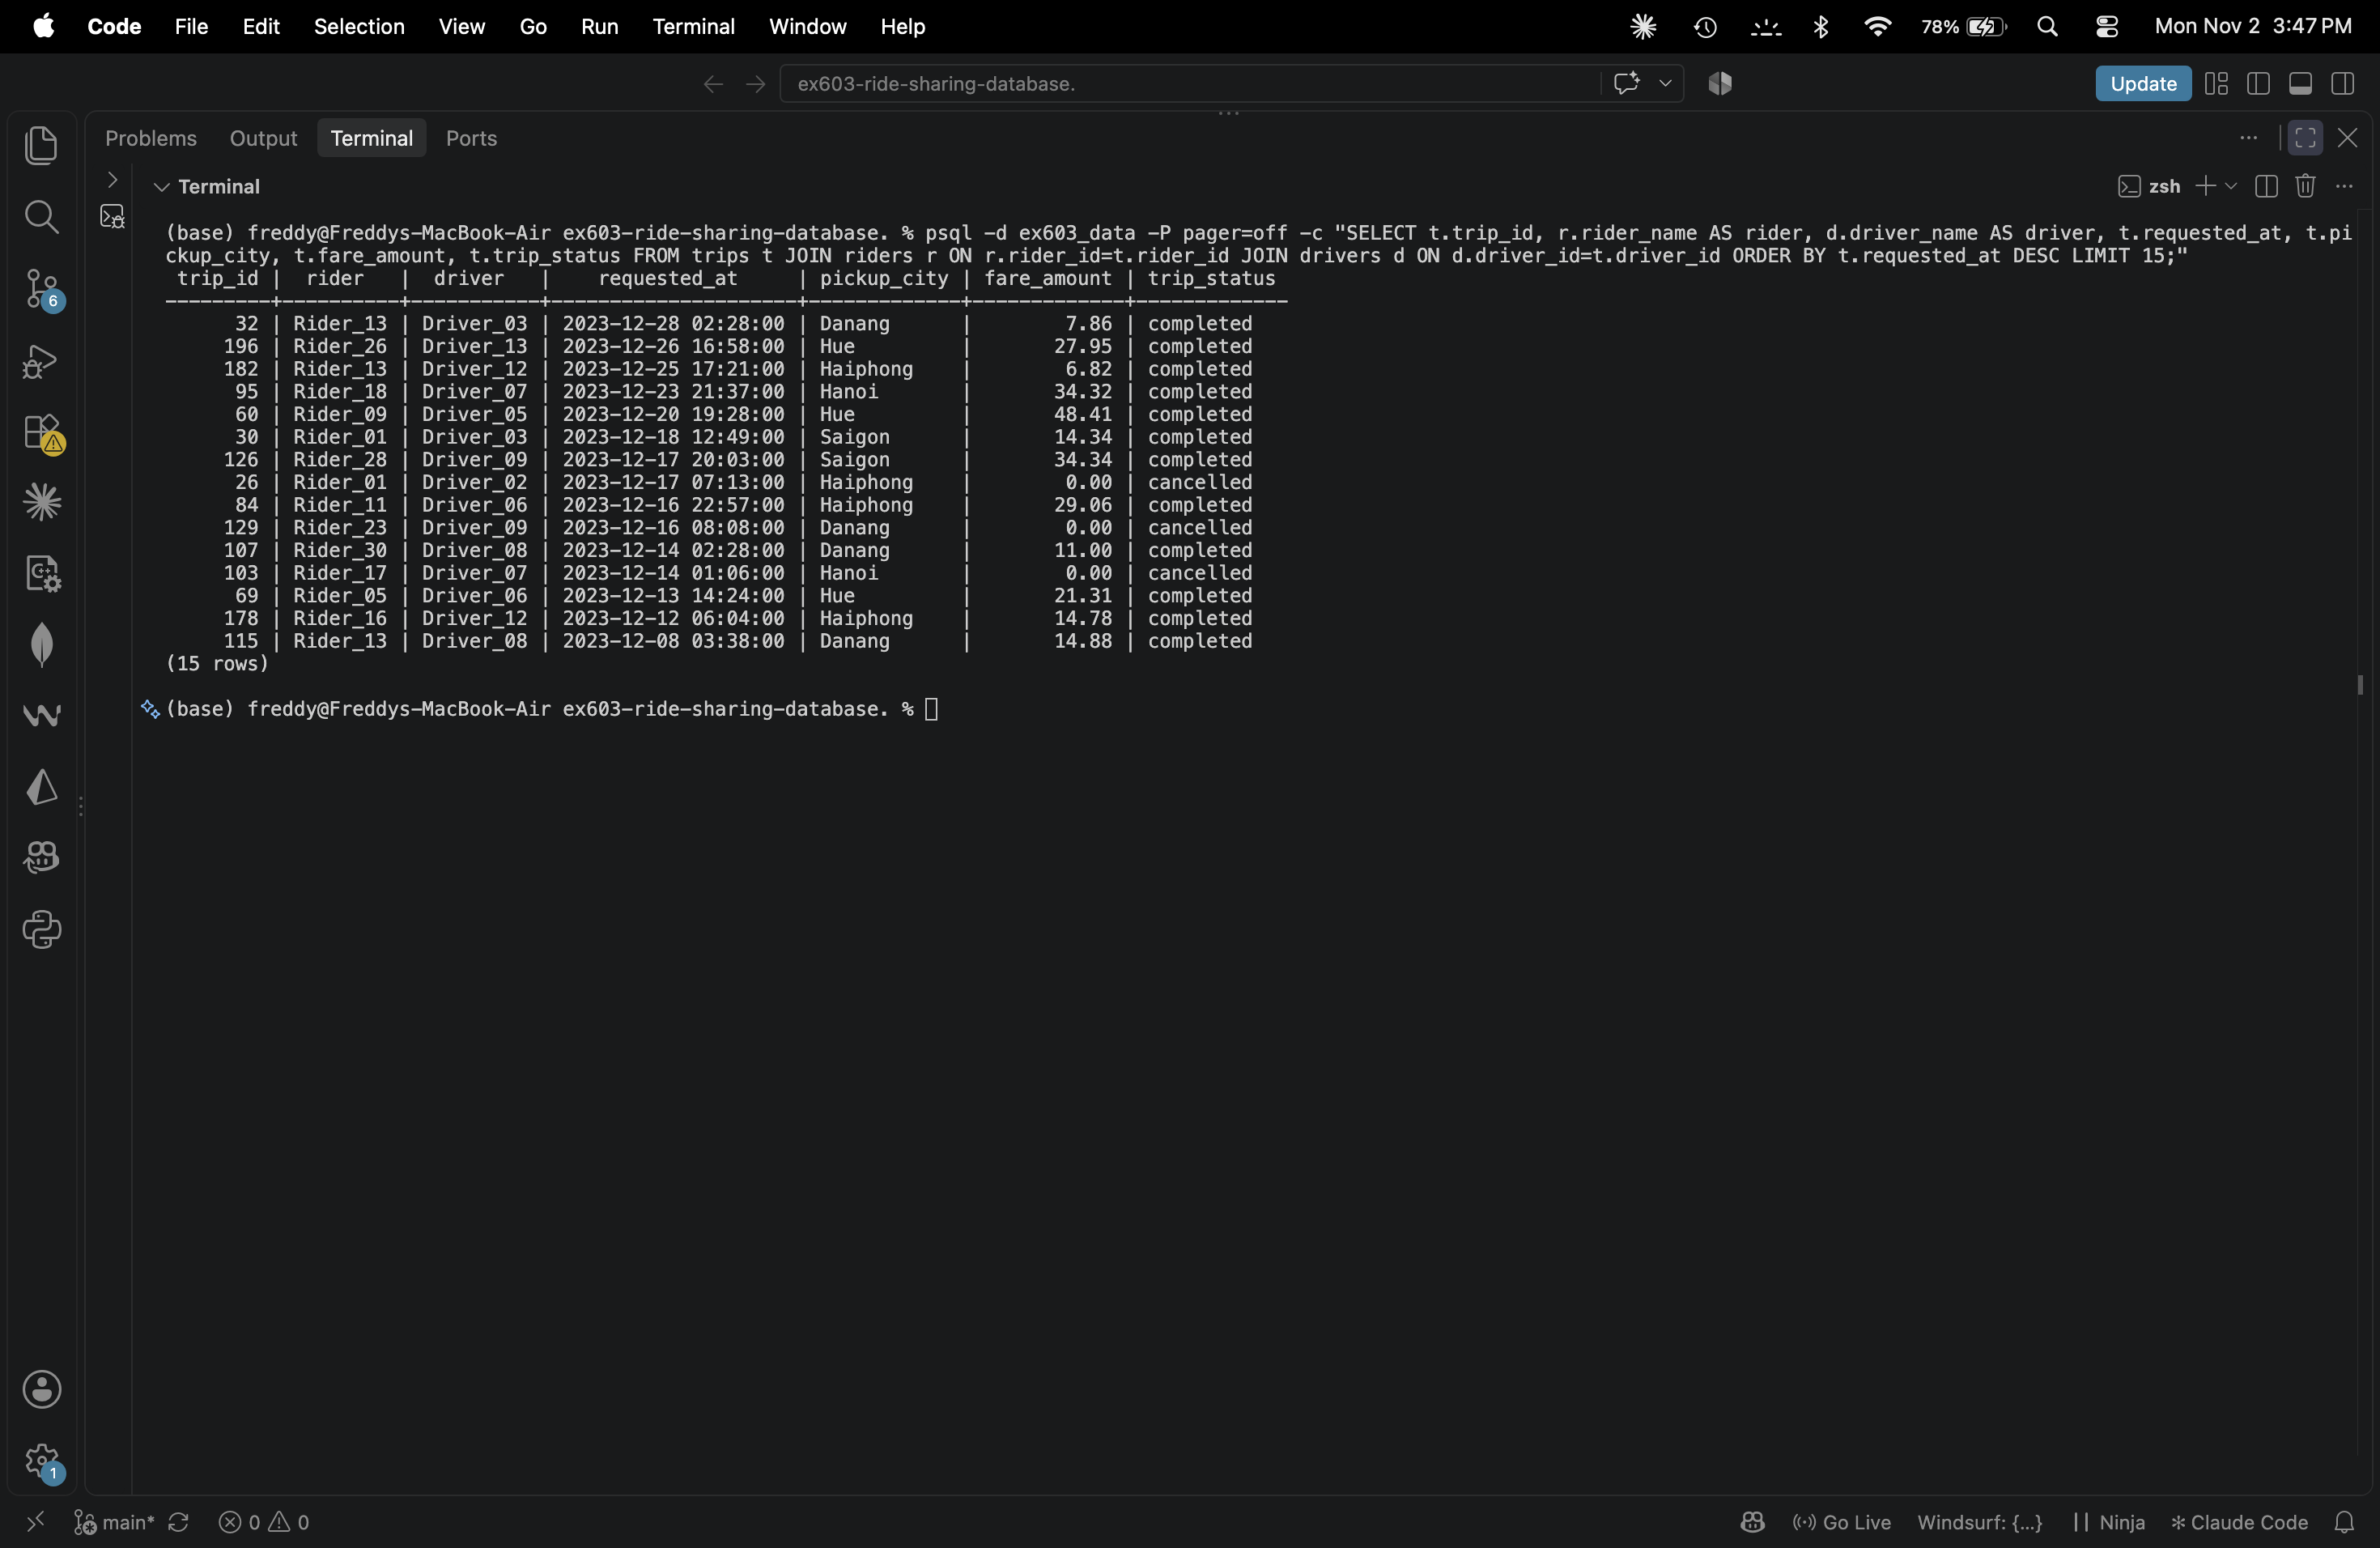 Code File Edit Selection View Go Run Terminal Window Help 78% Mon Nov 2 3:47 PM
ex603-ride-sharing-database. Update
Problems Output Terminal Ports
Terminal zsh
(base) freddy@Freddys-MacBook-Air ex603-ride-sharing-database. % psql -d ex603_data -P pager=off -c "SELECT t.trip_id, r.rider_name AS rider, d.driver_name AS driver, t.requested_at, t.pi
ckup_city, t.fare_amount, t.trip_status FROM trips t JOIN riders r ON r.rider_id=t.rider_id JOIN drivers d ON d.driver_id=t.driver_id ORDER BY t.requested_at DESC LIMIT 15;"
 trip_id |  rider   |  driver   |    requested_at     | pickup_city | fare_amount | trip_status
---------+----------+-----------+---------------------+-------------+-------------+-------------
      32 | Rider_13 | Driver_03 | 2023-12-28 02:28:00 | Danang      |        7.86 | completed
     196 | Rider_26 | Driver_13 | 2023-12-26 16:58:00 | Hue         |       27.95 | completed
     182 | Rider_13 | Driver_12 | 2023-12-25 17:21:00 | Haiphong    |        6.82 | completed
      95 | Rider_18 | Driver_07 | 2023-12-23 21:37:00 | Hanoi       |       34.32 | completed
      60 | Rider_09 | Driver_05 | 2023-12-20 19:28:00 | Hue         |       48.41 | completed
      30 | Rider_01 | Driver_03 | 2023-12-18 12:49:00 | Saigon      |       14.34 | completed
     126 | Rider_28 | Driver_09 | 2023-12-17 20:03:00 | Saigon      |       34.34 | completed
      26 | Rider_01 | Driver_02 | 2023-12-17 07:13:00 | Haiphong    |        0.00 | cancelled
      84 | Rider_11 | Driver_06 | 2023-12-16 22:57:00 | Haiphong    |       29.06 | completed
     129 | Rider_23 | Driver_09 | 2023-12-16 08:08:00 | Danang      |        0.00 | cancelled
     107 | Rider_30 | Driver_08 | 2023-12-14 02:28:00 | Danang      |       11.00 | completed
     103 | Rider_17 | Driver_07 | 2023-12-14 01:06:00 | Hanoi       |        0.00 | cancelled
      69 | Rider_05 | Driver_06 | 2023-12-13 14:24:00 | Hue         |       21.31 | completed
     178 | Rider_16 | Driver_12 | 2023-12-12 06:04:00 | Haiphong    |       14.78 | completed
     115 | Rider_13 | Driver_08 | 2023-12-08 03:38:00 | Danang      |       14.88 | completed
(15 rows)
(base) freddy@Freddys-MacBook-Air ex603-ride-sharing-database. %
6
1
main* 0 0 Go Live Windsurf: {...} Ninja Claude Code